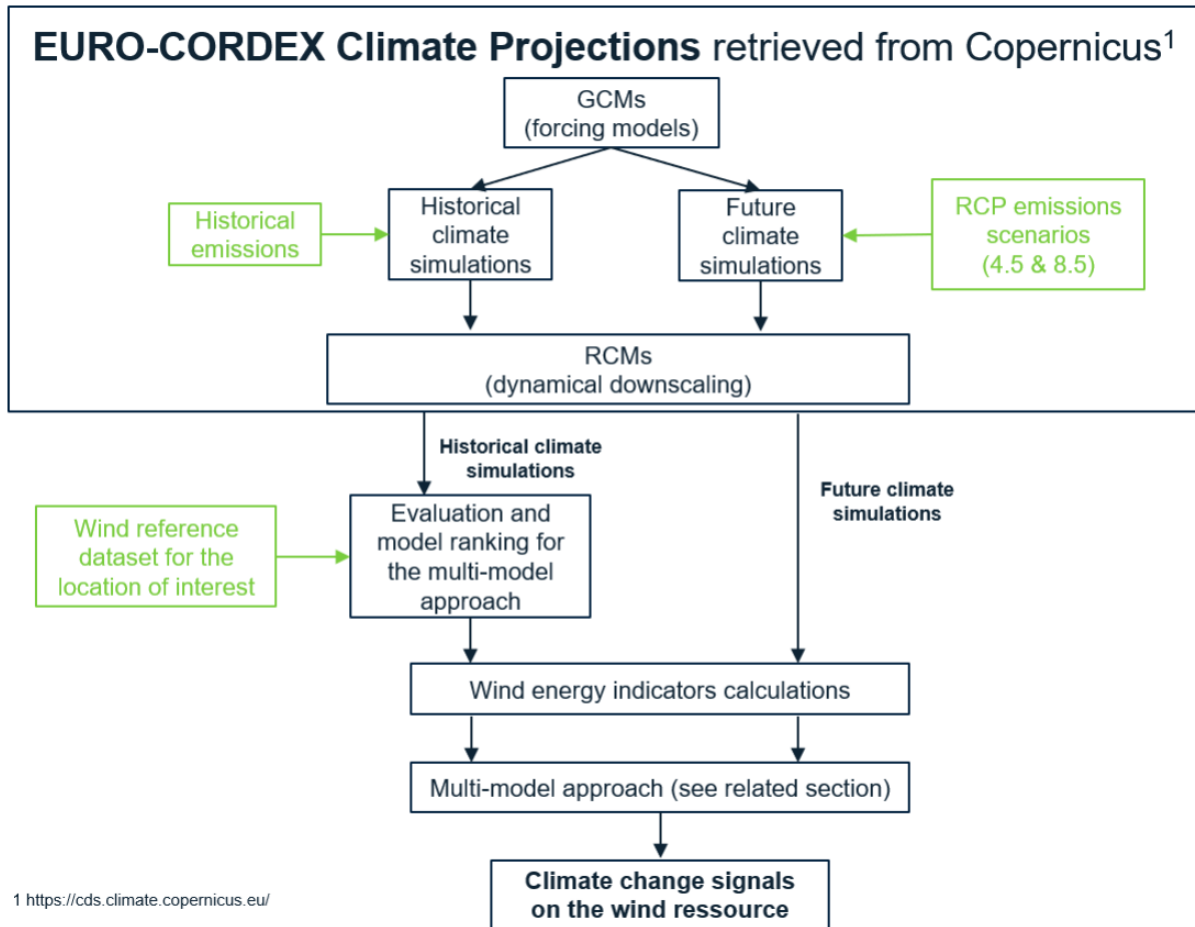 EURO-CORDEX Climate Projections retrieved from Copernicus1
GCMs
(forcing models)
Historical
emissions
Historical
climate
simulations
Future
climate
simulations
RCP emissions
scenarios
(4.5 & 8.5)
RCMs
(dynamical downscaling)
Historical climate
simulations
Future climate
simulations
Wind reference
dataset for the
location of interest
Evaluation and
model ranking for
the multi-model
approach
Wind energy indicators calculations
Multi-model approach (see related section)
Climate change signals
on the wind ressource
1 https://cds.climate.copernicus.eu/